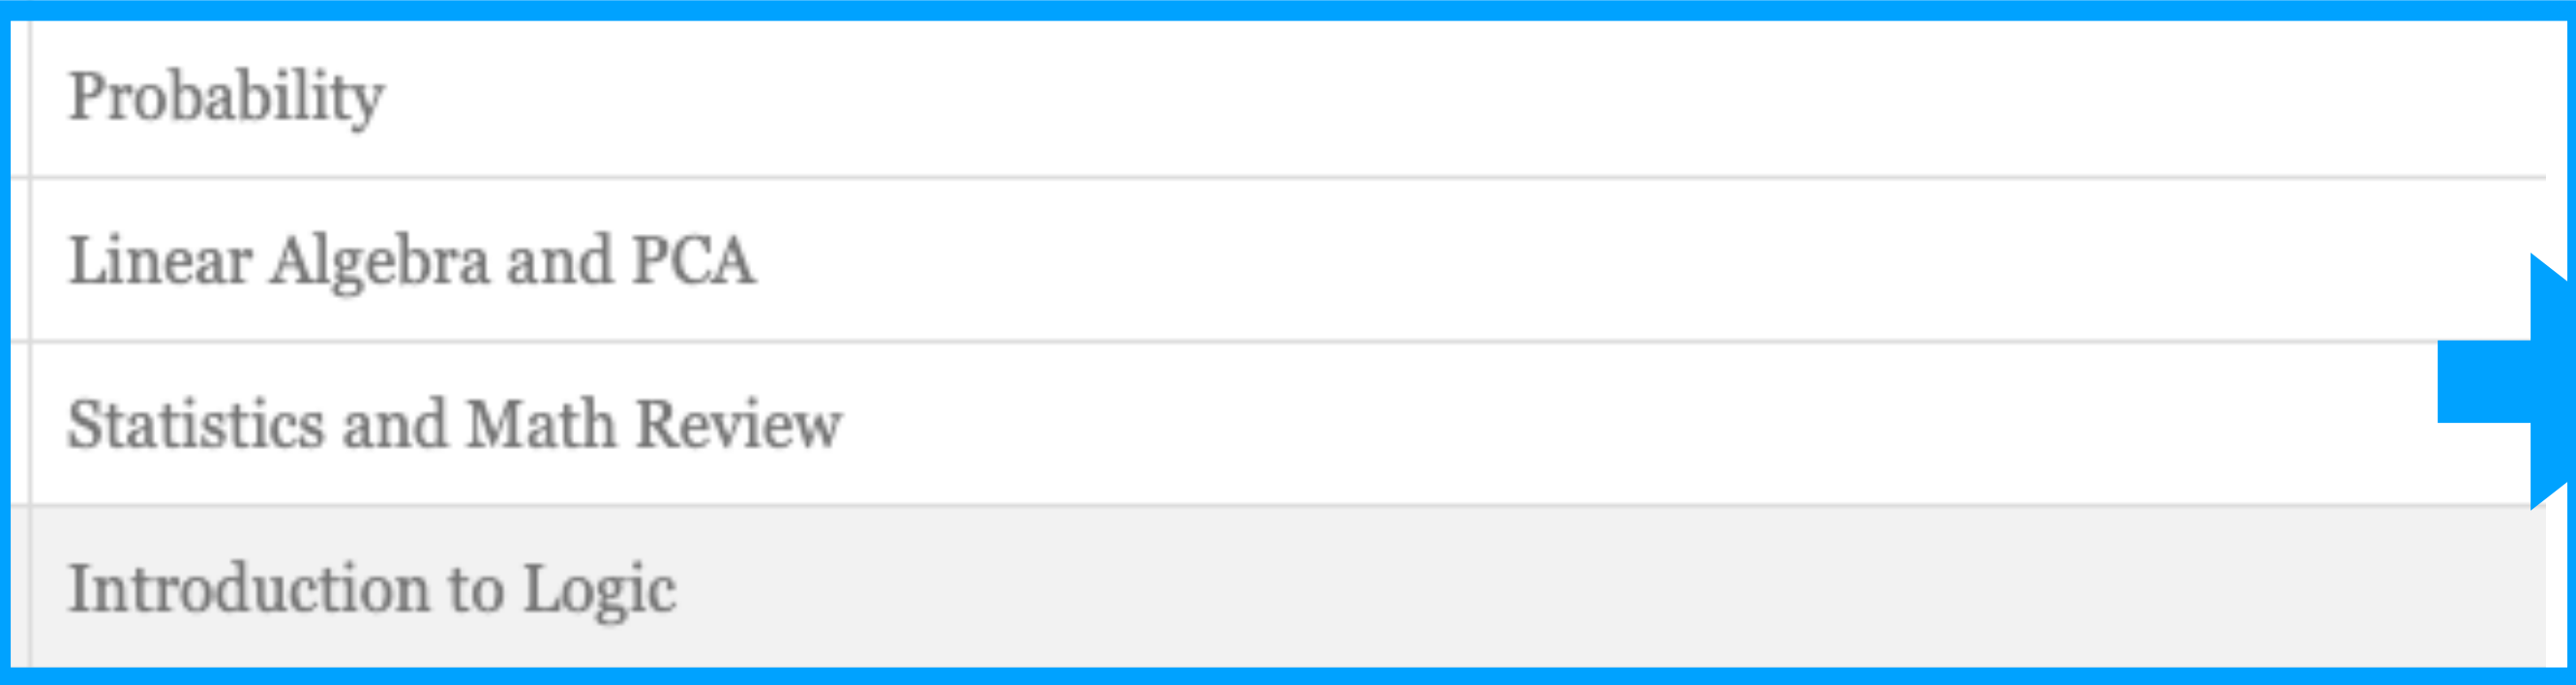 Probability
Linear Algebra and PCA
Statistics and Math Review
Introduction to Logic